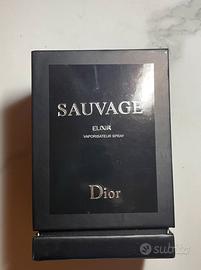 SAUVAGE
ELIXIR
VAPORISATEUR SPRAY
Dior
subito